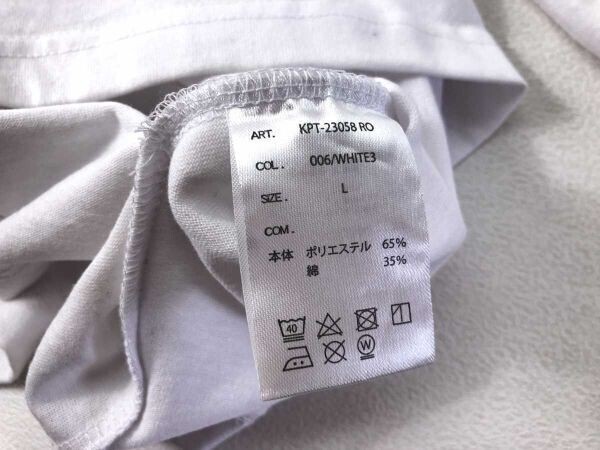 ART. KPT-23058 RO
COL. 006/WHITE3
SIZE. L
COM.
本体 ポリエステル 65%
綿 35%
40
W